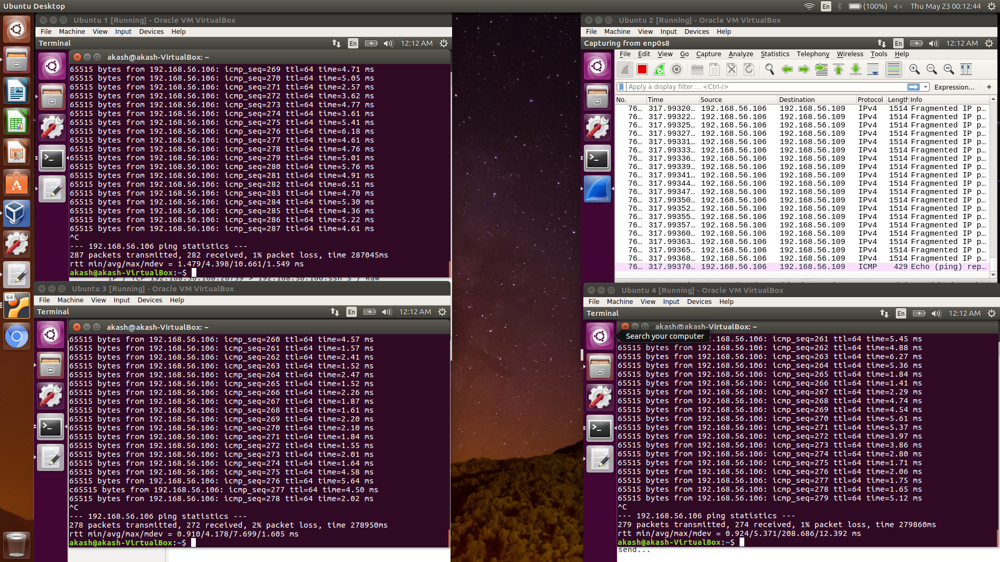 Ubuntu Desktop
En
(100%)
Thu May 23 00:12:44
Ubuntu 1 [Running] - Oracle VM VirtualBox
File Machine View Input Devices Help
Terminal
En
12:12 AM
akash@akash-VirtualBox: ~
65515 bytes from 192.168.56.106: icmp_seq=269 ttl=64 time=4.71 ms
65515 bytes from 192.168.56.106: icmp_seq=270 ttl=64 time=5.05 ms
65515 bytes from 192.168.56.106: icmp_seq=271 ttl=64 time=2.57 ms
65515 bytes from 192.168.56.106: icmp_seq=272 ttl=64 time=3.62 ms
65515 bytes from 192.168.56.106: icmp_seq=273 ttl=64 time=4.77 ms
65515 bytes from 192.168.56.106: icmp_seq=274 ttl=64 time=3.61 ms
65515 bytes from 192.168.56.106: icmp_seq=275 ttl=64 time=5.41 ms
65515 bytes from 192.168.56.106: icmp_seq=276 ttl=64 time=6.18 ms
65515 bytes from 192.168.56.106: icmp_seq=277 ttl=64 time=4.61 ms
65515 bytes from 192.168.56.106: icmp_seq=278 ttl=64 time=4.76 ms
65515 bytes from 192.168.56.106: icmp_seq=279 ttl=64 time=5.01 ms
65515 bytes from 192.168.56.106: icmp_seq=280 ttl=64 time=5.76 ms
65515 bytes from 192.168.56.106: icmp_seq=281 ttl=64 time=4.91 ms
65515 bytes from 192.168.56.106: icmp_seq=282 ttl=64 time=6.51 ms
65515 bytes from 192.168.56.106: icmp_seq=283 ttl=64 time=4.70 ms
65515 bytes from 192.168.56.106: icmp_seq=284 ttl=64 time=5.30 ms
65515 bytes from 192.168.56.106: icmp_seq=285 ttl=64 time=4.36 ms
65515 bytes from 192.168.56.106: icmp_seq=286 ttl=64 time=5.22 ms
65515 bytes from 192.168.56.106: icmp_seq=287 ttl=64 time=4.61 ms
^C
--- 192.168.56.106 ping statistics ---
287 packets transmitted, 282 received, 1% packet loss, time 287045ms
rtt min/avg/max/mdev = 1.479/4.398/10.661/1.549 ms
akash@akash-VirtualBox:~$
IP / TCP 192.168.56.108:20759 > 192.168.56.106:ssh S / Raw
Ubuntu 2 [Running] - Oracle VM VirtualBox
File Machine View Input Devices Help
Capturing from enp0s8
En
12:12 AM
File Edit View Go Capture Analyze Statistics Telephony Wireless Tools Help
Apply a display filter ... <Ctrl-/>
Expression... +
No. Time Source Destination Protocol Length Info
76… 317.99320… 192.168.56.106 192.168.56.109 IPv4 1514 Fragmented IP p…
76… 317.99322… 192.168.56.106 192.168.56.109 IPv4 1514 Fragmented IP p…
76… 317.99325… 192.168.56.106 192.168.56.109 IPv4 1514 Fragmented IP p…
76… 317.99327… 192.168.56.106 192.168.56.109 IPv4 1514 Fragmented IP p…
76… 317.99331… 192.168.56.106 192.168.56.109 IPv4 1514 Fragmented IP p…
76… 317.99333… 192.168.56.106 192.168.56.109 IPv4 1514 Fragmented IP p…
76… 317.99336… 192.168.56.106 192.168.56.109 IPv4 1514 Fragmented IP p…
76… 317.99339… 192.168.56.106 192.168.56.109 IPv4 1514 Fragmented IP p…
76… 317.99341… 192.168.56.106 192.168.56.109 IPv4 1514 Fragmented IP p…
76… 317.99344… 192.168.56.106 192.168.56.109 IPv4 1514 Fragmented IP p…
76… 317.99347… 192.168.56.106 192.168.56.109 IPv4 1514 Fragmented IP p…
76… 317.99350… 192.168.56.106 192.168.56.109 IPv4 1514 Fragmented IP p…
76… 317.99352… 192.168.56.106 192.168.56.109 IPv4 1514 Fragmented IP p…
76… 317.99355… 192.168.56.106 192.168.56.109 IPv4 1514 Fragmented IP p…
76… 317.99357… 192.168.56.106 192.168.56.109 IPv4 1514 Fragmented IP p…
76… 317.99360… 192.168.56.106 192.168.56.109 IPv4 1514 Fragmented IP p…
76… 317.99363… 192.168.56.106 192.168.56.109 IPv4 1514 Fragmented IP p…
76… 317.99365… 192.168.56.106 192.168.56.109 IPv4 1514 Fragmented IP p…
76… 317.99368… 192.168.56.106 192.168.56.109 IPv4 1514 Fragmented IP p…
76… 317.99370… 192.168.56.106 192.168.56.109 ICMP 429 Echo (ping) rep…
Ubuntu 3 [Running] - Oracle VM VirtualBox
File Machine View Input Devices Help
Terminal
En
12:12 AM
akash@akash-VirtualBox: ~
65515 bytes from 192.168.56.106: icmp_seq=260 ttl=64 time=4.57 ms
65515 bytes from 192.168.56.106: icmp_seq=261 ttl=64 time=1.57 ms
65515 bytes from 192.168.56.106: icmp_seq=262 ttl=64 time=2.41 ms
65515 bytes from 192.168.56.106: icmp_seq=263 ttl=64 time=1.52 ms
65515 bytes from 192.168.56.106: icmp_seq=264 ttl=64 time=2.47 ms
65515 bytes from 192.168.56.106: icmp_seq=265 ttl=64 time=1.52 ms
65515 bytes from 192.168.56.106: icmp_seq=266 ttl=64 time=2.26 ms
65515 bytes from 192.168.56.106: icmp_seq=267 ttl=64 time=1.87 ms
65515 bytes from 192.168.56.106: icmp_seq=268 ttl=64 time=1.61 ms
65515 bytes from 192.168.56.106: icmp_seq=269 ttl=64 time=2.20 ms
65515 bytes from 192.168.56.106: icmp_seq=270 ttl=64 time=2.10 ms
65515 bytes from 192.168.56.106: icmp_seq=271 ttl=64 time=1.84 ms
65515 bytes from 192.168.56.106: icmp_seq=272 ttl=64 time=1.55 ms
65515 bytes from 192.168.56.106: icmp_seq=273 ttl=64 time=2.01 ms
65515 bytes from 192.168.56.106: icmp_seq=274 ttl=64 time=1.64 ms
65515 bytes from 192.168.56.106: icmp_seq=275 ttl=64 time=4.58 ms
65515 bytes from 192.168.56.106: icmp_seq=276 ttl=64 time=5.64 ms
c65515 bytes from 192.168.56.106: icmp_seq=277 ttl=64 time=4.50 ms
65515 bytes from 192.168.56.106: icmp_seq=278 ttl=64 time=2.02 ms
^C
--- 192.168.56.106 ping statistics ---
278 packets transmitted, 272 received, 2% packet loss, time 278950ms
rtt min/avg/max/mdev = 0.910/4.178/7.699/1.605 ms
akash@akash-VirtualBox:~$
64
Ubuntu 4 [Running] - Oracle VM VirtualBox
File Machine View Input Devices Help
Terminal
En
12:12 AM
akash@akash-VirtualBox: ~
Search your computer
.168.56.106: icmp_seq=261 ttl=64 time=5.45 ms
65515 bytes from 192.168.56.106: icmp_seq=262 ttl=64 time=4.88 ms
65515 bytes from 192.168.56.106: icmp_seq=263 ttl=64 time=6.27 ms
65515 bytes from 192.168.56.106: icmp_seq=264 ttl=64 time=5.36 ms
65515 bytes from 192.168.56.106: icmp_seq=265 ttl=64 time=1.84 ms
65515 bytes from 192.168.56.106: icmp_seq=266 ttl=64 time=1.41 ms
65515 bytes from 192.168.56.106: icmp_seq=267 ttl=64 time=2.29 ms
65515 bytes from 192.168.56.106: icmp_seq=268 ttl=64 time=4.74 ms
65515 bytes from 192.168.56.106: icmp_seq=269 ttl=64 time=4.54 ms
65515 bytes from 192.168.56.106: icmp_seq=270 ttl=64 time=5.61 ms
65515 bytes from 192.168.56.106: icmp_seq=271 ttl=64 time=5.37 ms
65515 bytes from 192.168.56.106: icmp_seq=272 ttl=64 time=3.97 ms
65515 bytes from 192.168.56.106: icmp_seq=273 ttl=64 time=3.86 ms
65515 bytes from 192.168.56.106: icmp_seq=274 ttl=64 time=2.80 ms
65515 bytes from 192.168.56.106: icmp_seq=275 ttl=64 time=1.71 ms
65515 bytes from 192.168.56.106: icmp_seq=276 ttl=64 time=2.06 ms
65515 bytes from 192.168.56.106: icmp_seq=277 ttl=64 time=1.75 ms
65515 bytes from 192.168.56.106: icmp_seq=278 ttl=64 time=1.65 ms
65515 bytes from 192.168.56.106: icmp_seq=279 ttl=64 time=5.12 ms
^C
--- 192.168.56.106 ping statistics ---
279 packets transmitted, 274 received, 1% packet loss, time 279860ms
rtt min/avg/max/mdev = 0.924/5.371/208.686/12.392 ms
akash@akash-VirtualBox:~$
send...